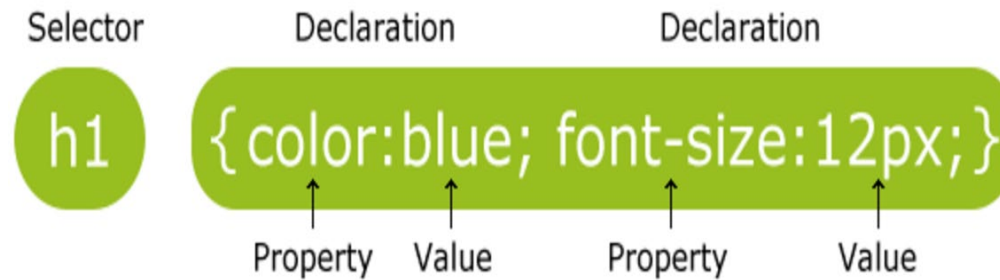 Selector Declaration Declaration
h1 {color:blue; font-size:12px;}
Property Value Property Value